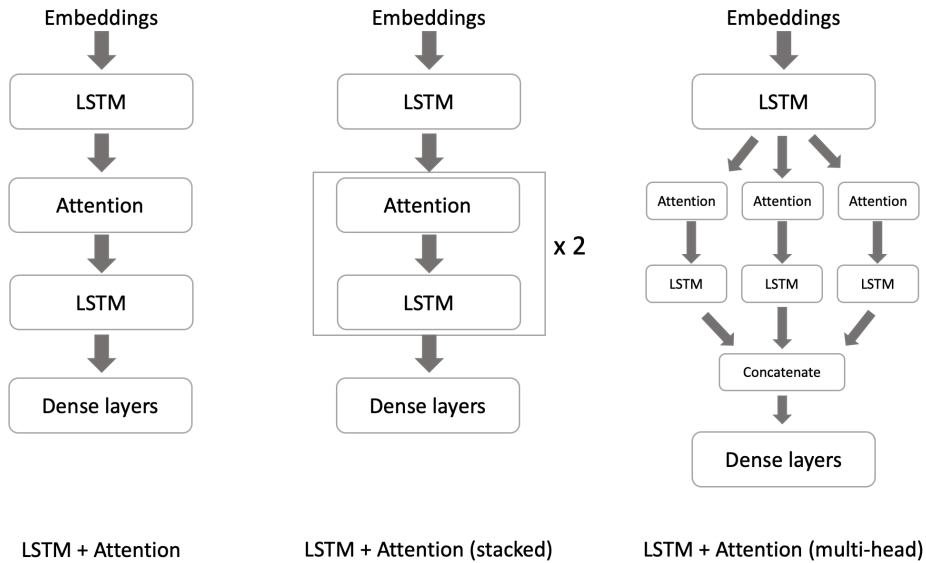 Embeddings
LSTM
Attention
LSTM
Dense layers
LSTM + Attention
Embeddings
LSTM
Attention
LSTM
x 2
Dense layers
LSTM + Attention (stacked)
Embeddings
LSTM
Attention Attention Attention
LSTM LSTM LSTM
Concatenate
Dense layers
LSTM + Attention (multi-head)